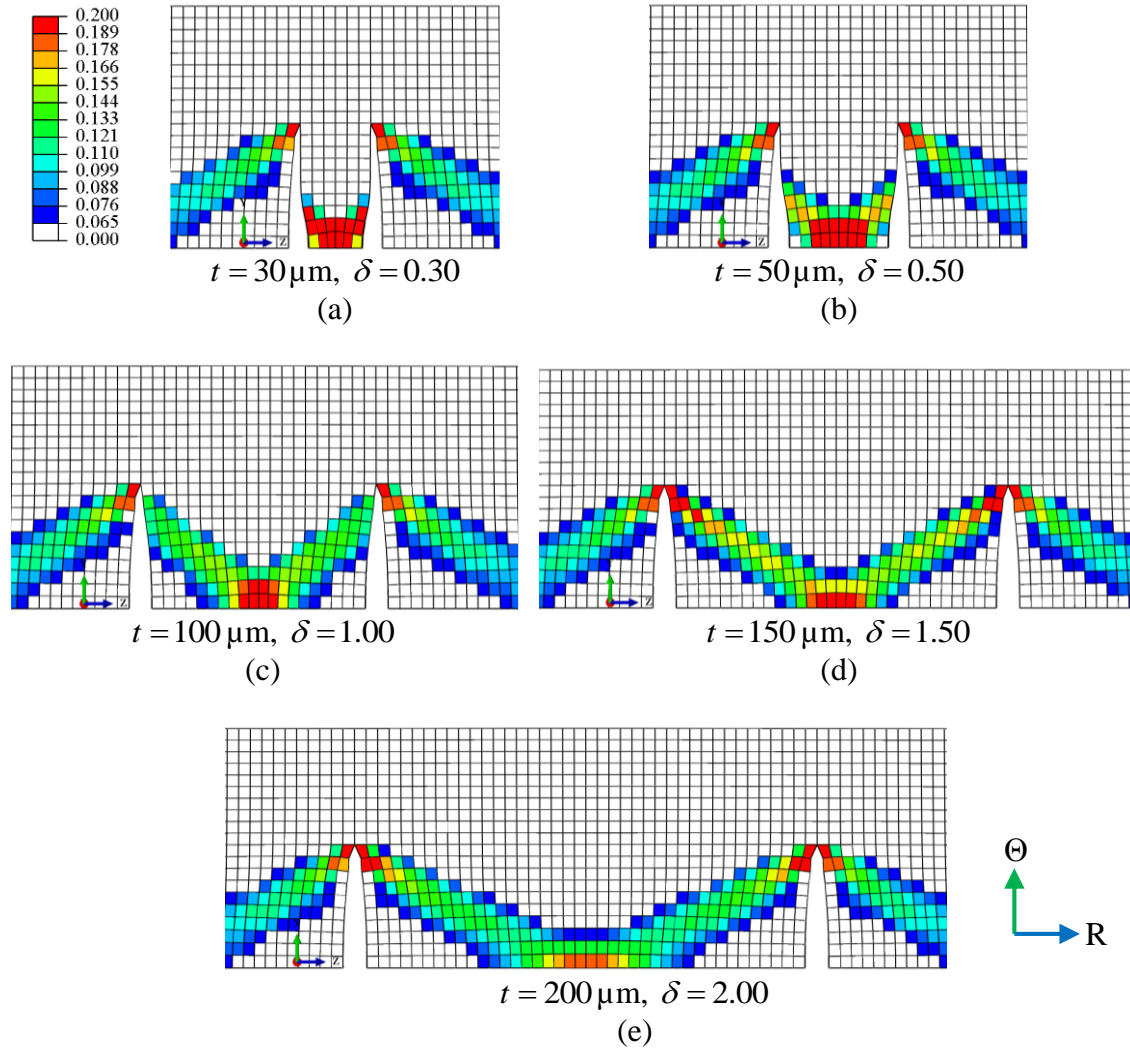 0.200
0.189
0.178
0.166
0.155
0.144
0.133
0.121
0.110
0.099
0.088
0.076
0.065
0.000
Z
Z
t = 30 μm, δ = 0.30
(a)
t = 50 μm, δ = 0.50
(b)
Z
Z
t = 100 μm, δ = 1.00
(c)
t = 150 μm, δ = 1.50
(d)
Z
t = 200 μm, δ = 2.00
(e)
Θ
R